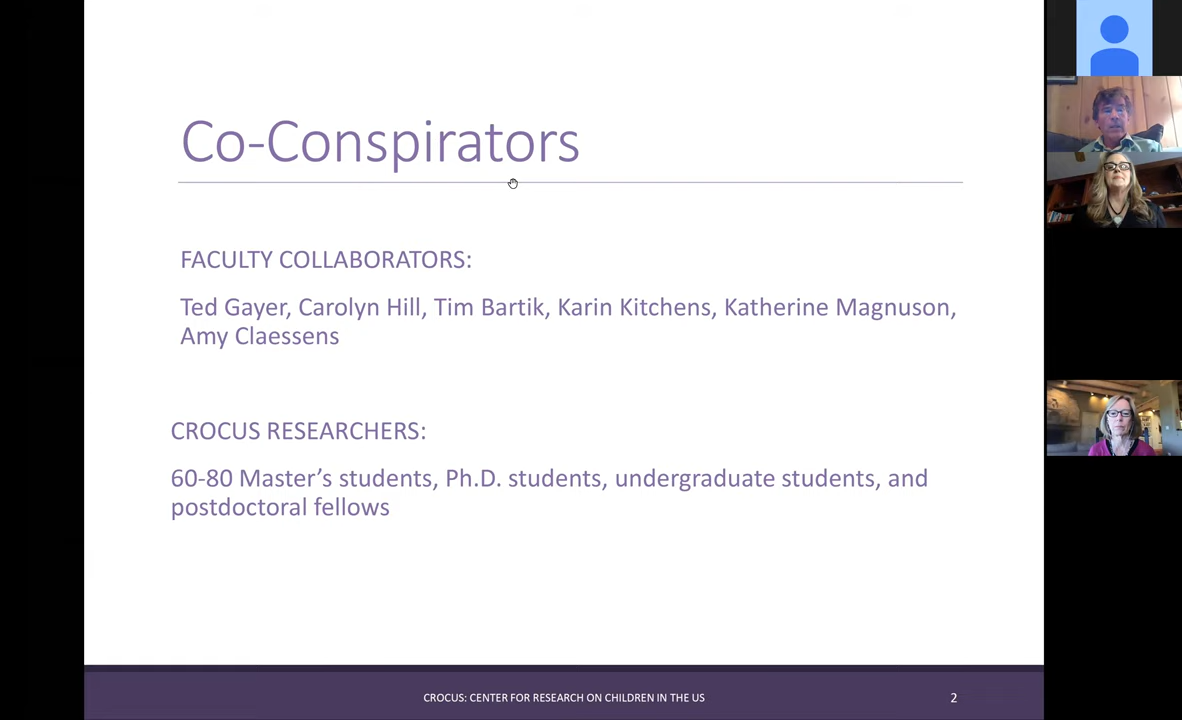 Co-Conspirators
FACULTY COLLABORATORS:
Ted Gayer, Carolyn Hill, Tim Bartik, Karin Kitchens, Katherine Magnuson,
Amy Claessens
CROCUS RESEARCHERS:
60-80 Master’s students, Ph.D. students, undergraduate students, and
postdoctoral fellows
CROCUS: CENTER FOR RESEARCH ON CHILDREN IN THE US
2